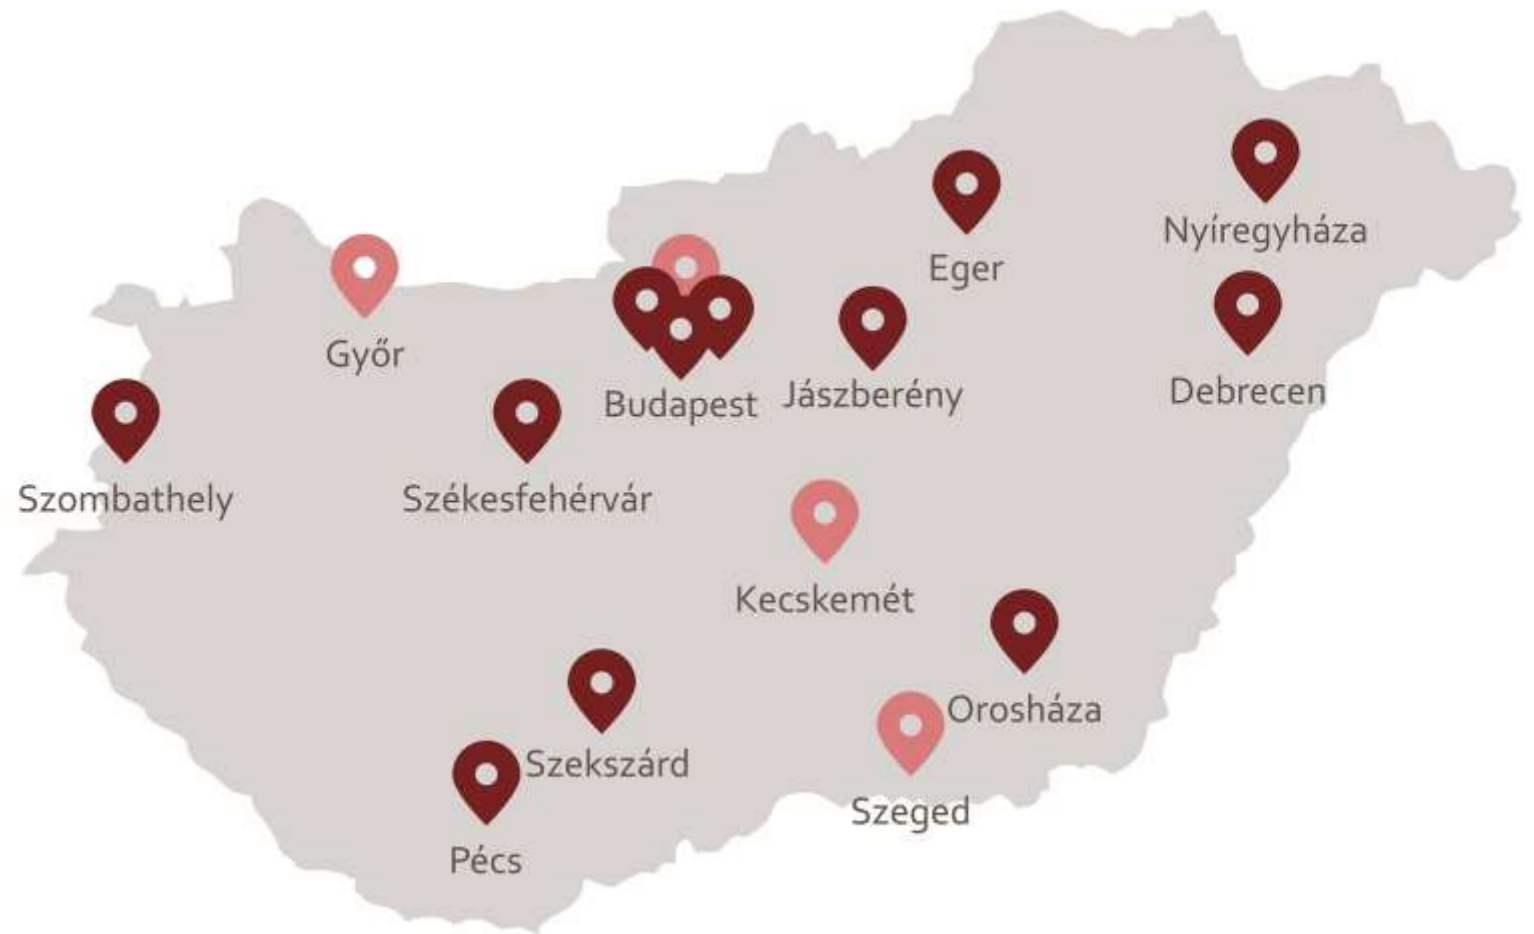 Nyíregyháza
Eger
Győr
Debrecen
Jászberény
Budapest
Szombathely
Székesfehérvár
Kecskemét
Orosháza
Szekszárd
Szeged
Pécs